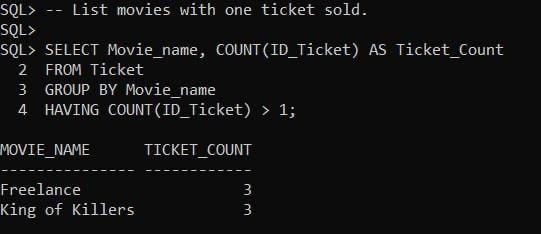 SQL> -- List movies with one ticket sold.
SQL>
SQL> SELECT Movie_name, COUNT(ID_Ticket) AS Ticket_Count
  2  FROM Ticket
  3  GROUP BY Movie_name
  4  HAVING COUNT(ID_Ticket) > 1;

MOVIE_NAME      TICKET_COUNT
--------------- ------------
Freelance                  3
King of Killers            3